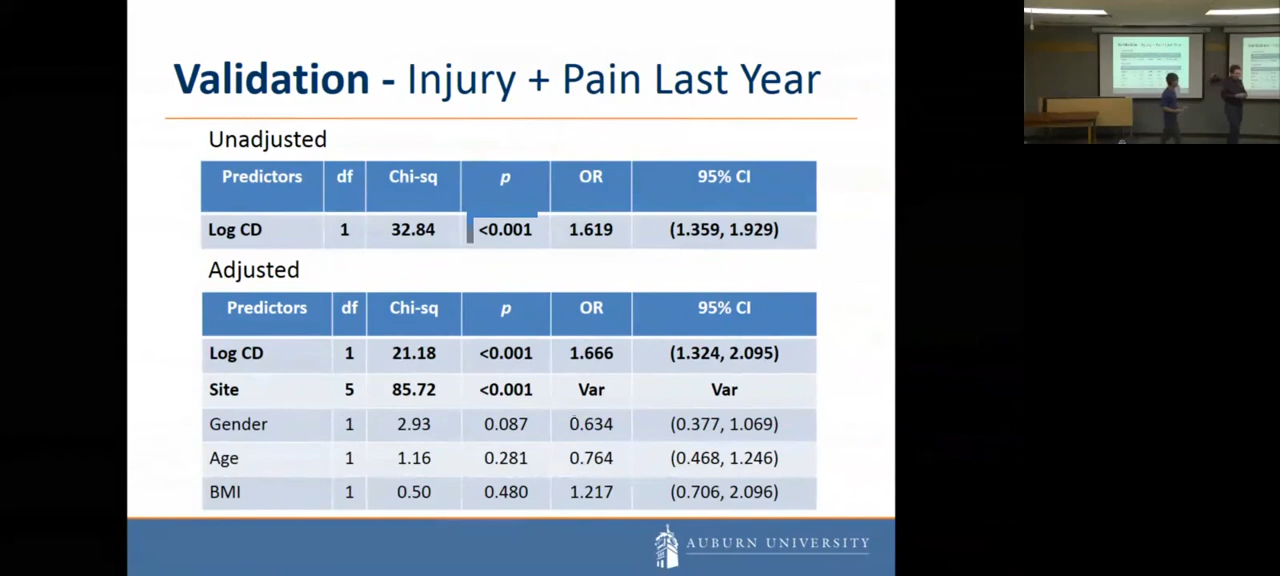 Validation - Injury + Pain Last Year
Unadjusted
Predictors df Chi-sq p OR 95% CI
Log CD 1 32.84 <0.001 1.619 (1.359, 1.929)
Adjusted
Predictors df Chi-sq p OR 95% CI
Log CD 1 21.18 <0.001 1.666 (1.324, 2.095)
Site 5 85.72 <0.001 Var Var
Gender 1 2.93 0.087 0.634 (0.377, 1.069)
Age 1 1.16 0.281 0.764 (0.468, 1.246)
BMI 1 0.50 0.480 1.217 (0.706, 2.096)
AUBURN UNIVERSITY